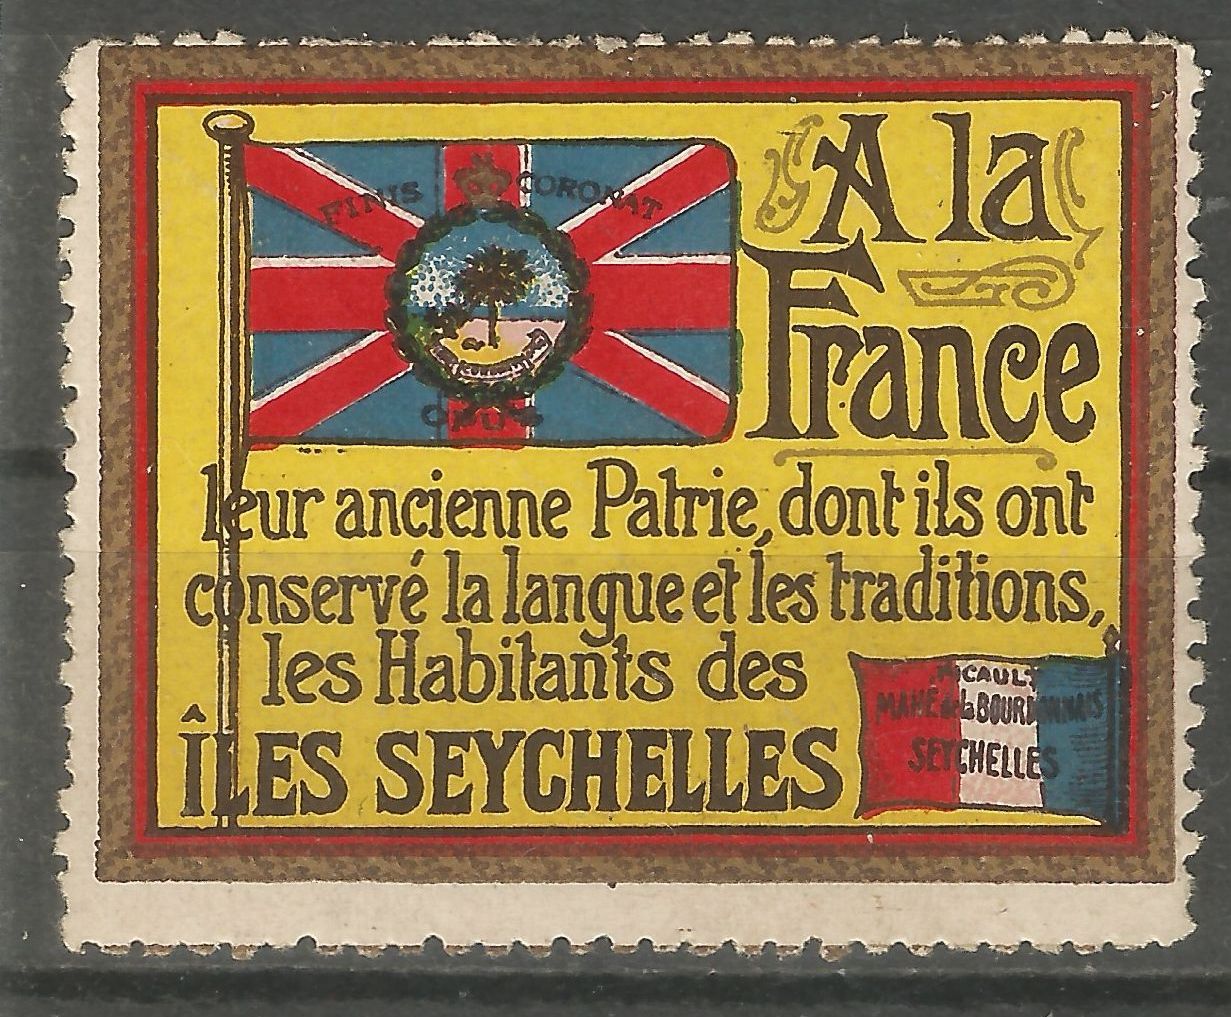 FINIS CORONAT
OPUS
A la
France
leur ancienne Patrie, dont ils ont
conservé la langue et les traditions,
les Habitants des
ÎLES SEYCHELLES
PICAULT
MAHÉ de la BOURDONNAIS
SEYCHELLES